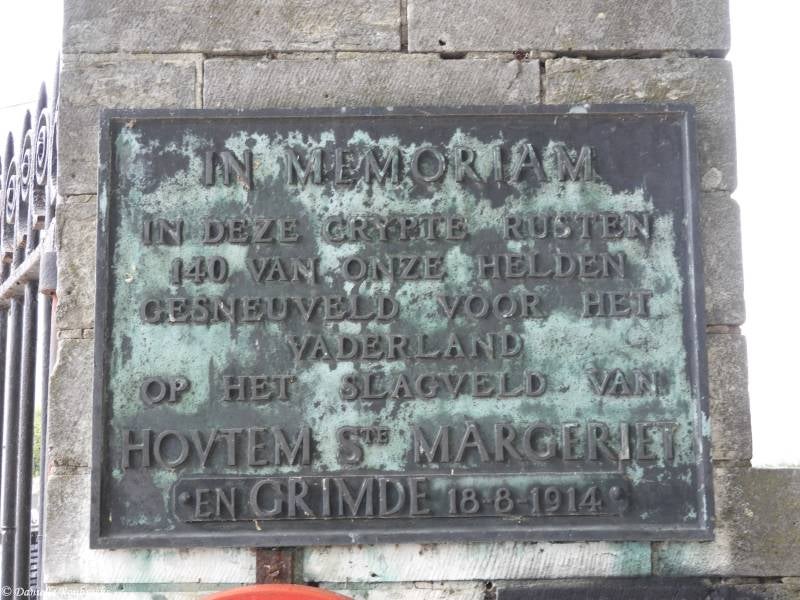 IN MEMORIAM
IN DEZE CRYPTE RUSTEN
140 VAN ONZE HELDEN
GESNEUVELD VOOR HET
VADERLAND
OP HET SLAGVELD VAN
HOVTEM STE MARGERIET
EN GRIMDE 18-8-1914